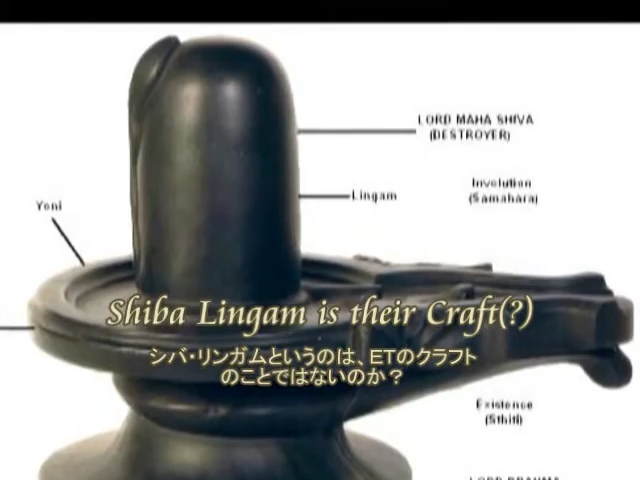 LORD MAHA SHIVA
(DESTROYER)
Involution
(Samahara)
Lingam
Yoni
Shiba Lingam is their Craft(?)
シバ・リンガムというのは、ETのクラフト
のことではないのか？
Existence
(Sthiti)
LORD BRAHMA